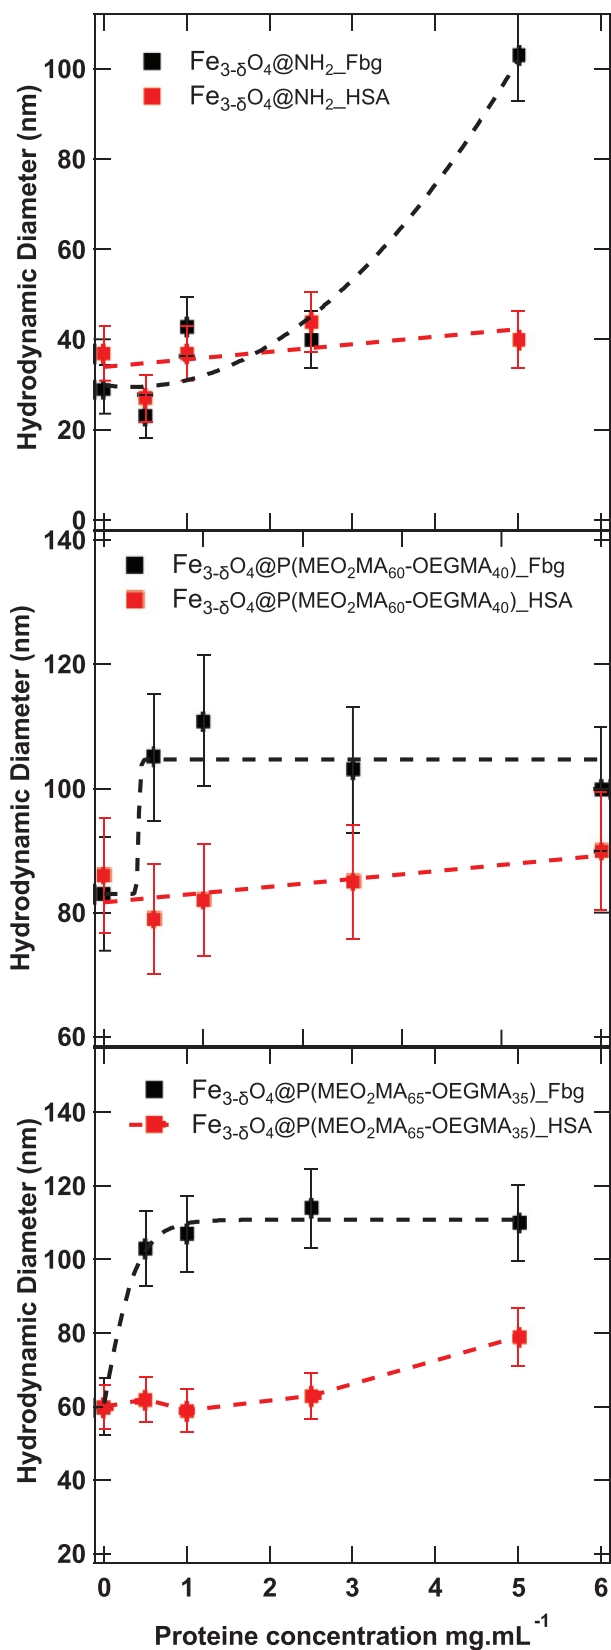 Fe3-δO4@NH2_Fbg
Fe3-δO4@NH2_HSA
Hydrodynamic Diameter (nm)
100
80
60
40
20
0
Fe3-δO4@P(MEO2MA60-OEGMA40)_Fbg
Fe3-δO4@P(MEO2MA60-OEGMA40)_HSA
Hydrodynamic Diameter (nm)
140
120
100
80
60
Fe3-δO4@P(MEO2MA65-OEGMA35)_Fbg
Fe3-δO4@P(MEO2MA65-OEGMA35)_HSA
Hydrodynamic Diameter (nm)
140
120
100
80
60
40
20
0 1 2 3 4 5 6
Proteine concentration mg.mL-1